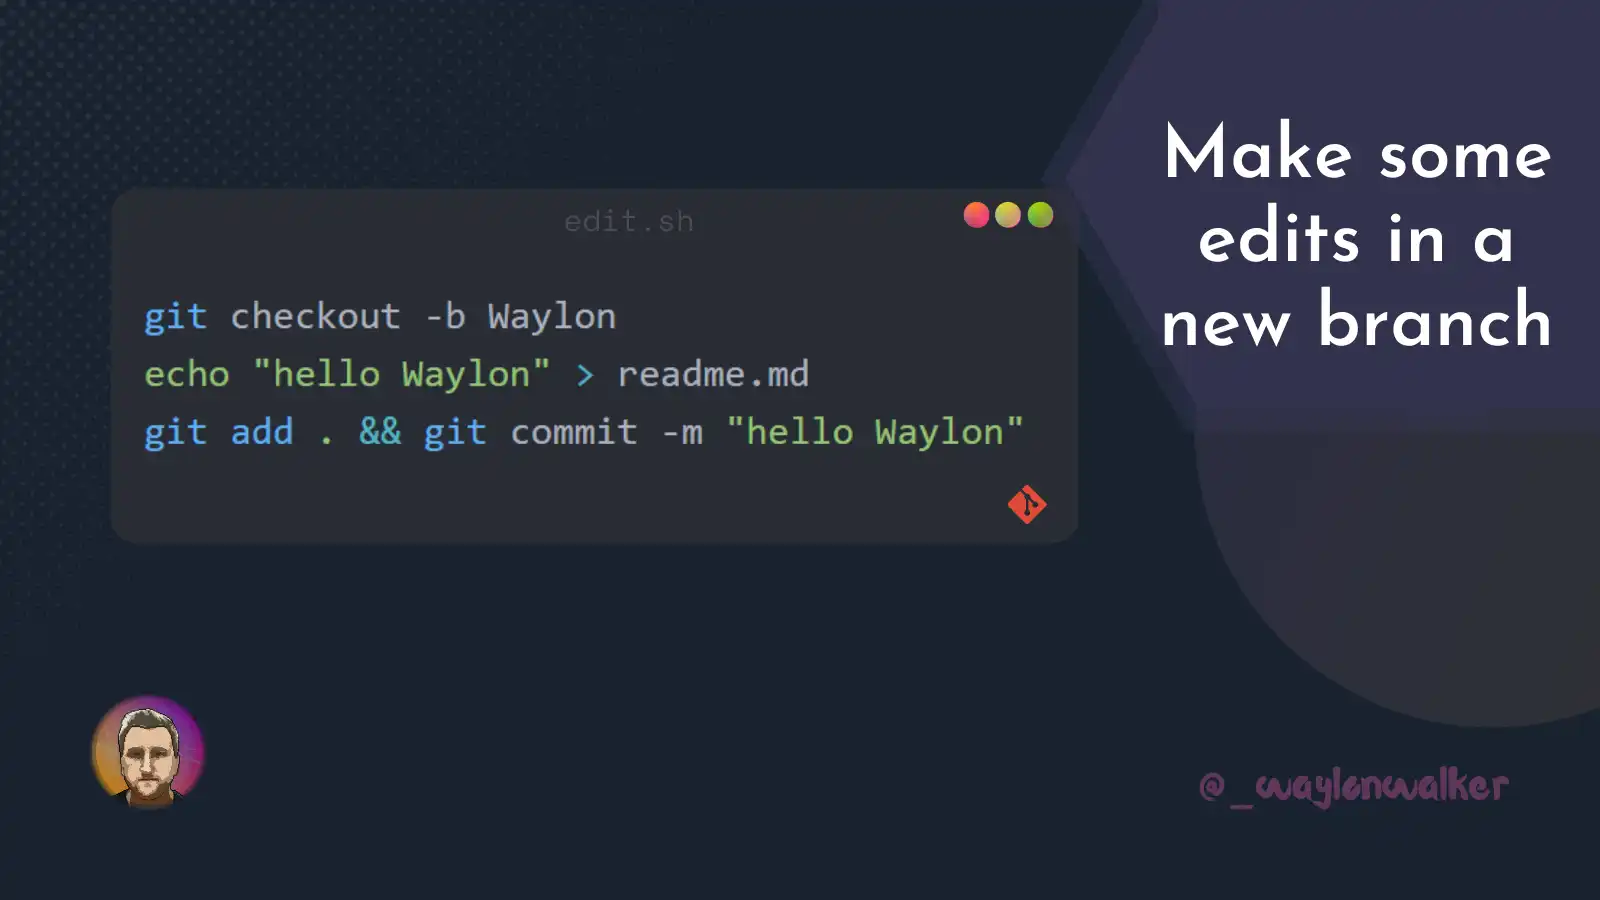 edit.sh
git checkout -b Waylon
echo "hello Waylon" > readme.md
git add . && git commit -m "hello Waylon"
Make some
edits in a
new branch
@_waylonwalker